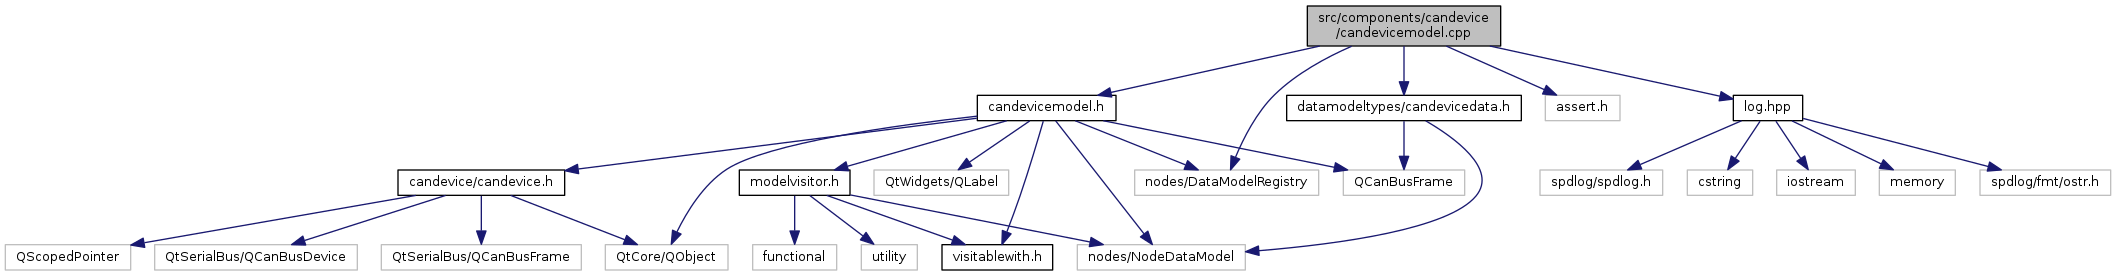 src/components/candevice
/candevicemodel.cpp
candevicemodel.h
datamodeltypes/candevicedata.h
assert.h
log.hpp
candevice/candevice.h
modelvisitor.h
QtWidgets/QLabel
nodes/DataModelRegistry
QCanBusFrame
spdlog/spdlog.h
cstring
iostream
memory
spdlog/fmt/ostr.h
QScopedPointer
QtSerialBus/QCanBusDevice
QtSerialBus/QCanBusFrame
QtCore/QObject
functional
utility
visitablewith.h
nodes/NodeDataModel